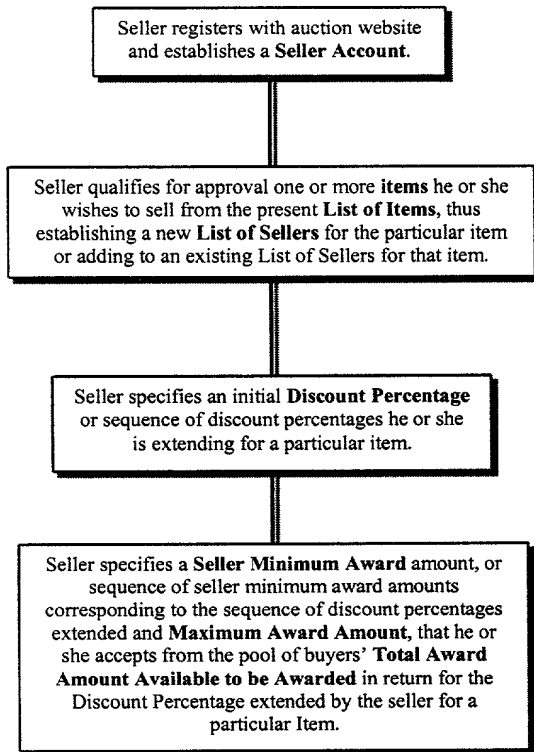 Seller registers with auction website
and establishes a Seller Account.
Seller qualifies for approval one or more items he or she
wishes to sell from the present List of Items, thus
establishing a new List of Sellers for the particular item
or adding to an existing List of Sellers for that item.
Seller specifies an initial Discount Percentage
or sequence of discount percentages he or she
is extending for a particular item.
Seller specifies a Seller Minimum Award amount, or
sequence of seller minimum award amounts
corresponding to the sequence of discount percentages
extended and Maximum Award Amount, that he or
she accepts from the pool of buyers' Total Award
Amount Available to be Awarded in return for the
Discount Percentage extended by the seller for a
particular Item.